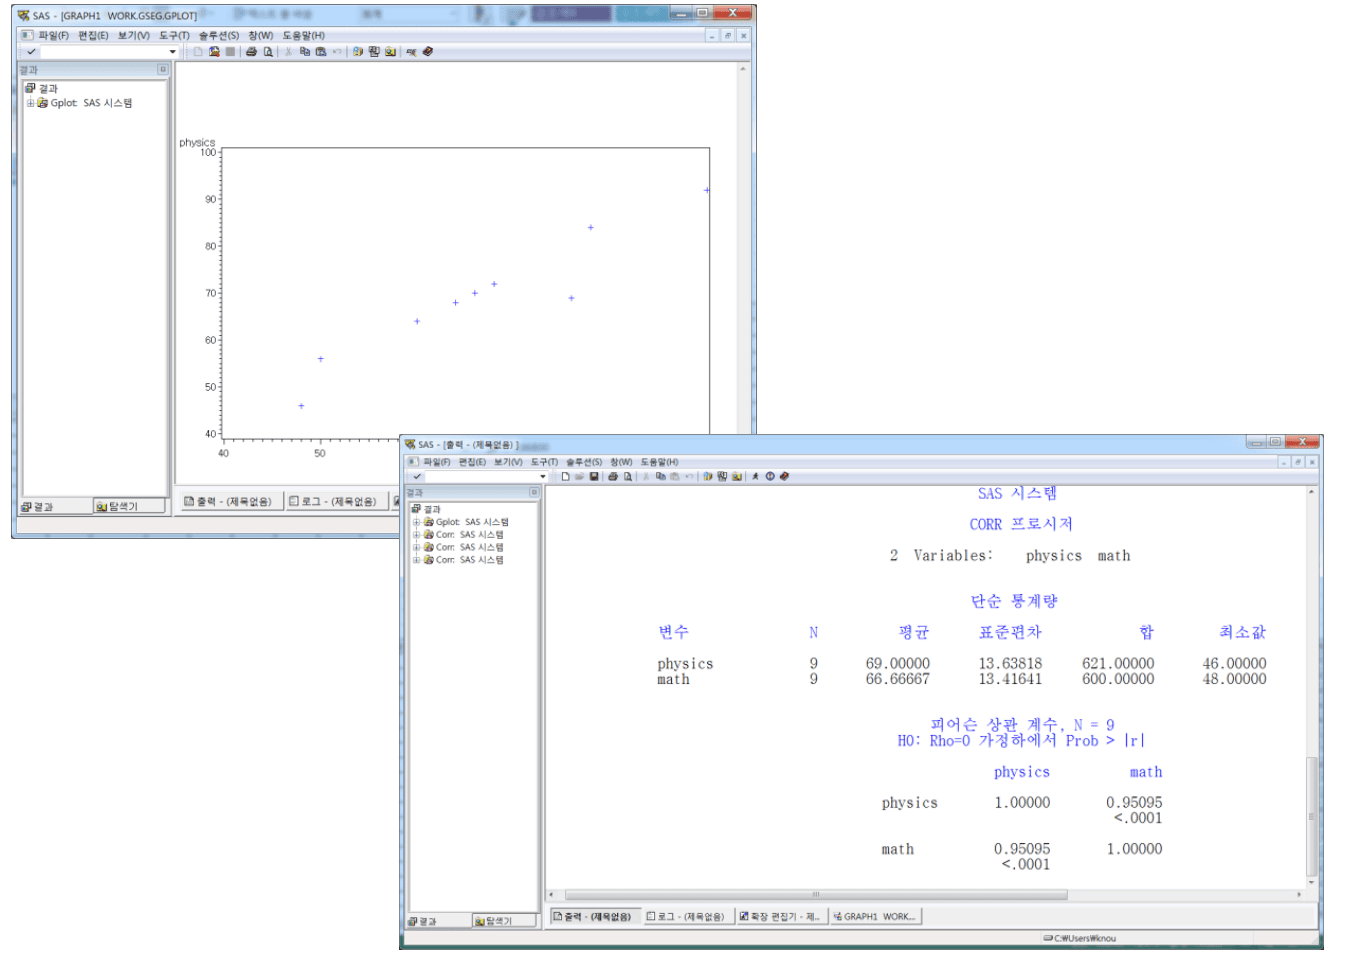 SAS - [GRAPH1 WORK.GSEG.GPLOT]
파일(F) 편집(E) 보기(V) 도구(T) 솔루션(S) 창(W) 도움말(H)
결과
결과
Gplot: SAS 시스템
physics
100
90
80
70
60
50
40
40 50
결과 탐색기
출력 - (제목없음) 로그 - (제목없음)
SAS - [출력 - (제목없음) ]
파일(F) 편집(E) 보기(V) 도구(T) 솔루션(S) 창(W) 도움말(H)
결과
결과
Gplot: SAS 시스템
Corr: SAS 시스템
Corr: SAS 시스템
Corr: SAS 시스템
SAS 시스템
CORR 프로시저
2 Variables: physics math
단순 통계량
변수 N 평균 표준편차 합 최소값
physics 9 69.00000 13.63818 621.00000 46.00000
math 9 66.66667 13.41641 600.00000 48.00000
피어슨 상관 계수, N = 9
H0: Rho=0 가정하에서 Prob > |r|
physics math
physics 1.00000 0.95095
<.0001
math 0.95095 1.00000
<.0001
결과 탐색기
출력 - (제목없음) 로그 - (제목없음) 확장 편집기 - 제... GRAPH1 WORK...
C:₩Users₩knou